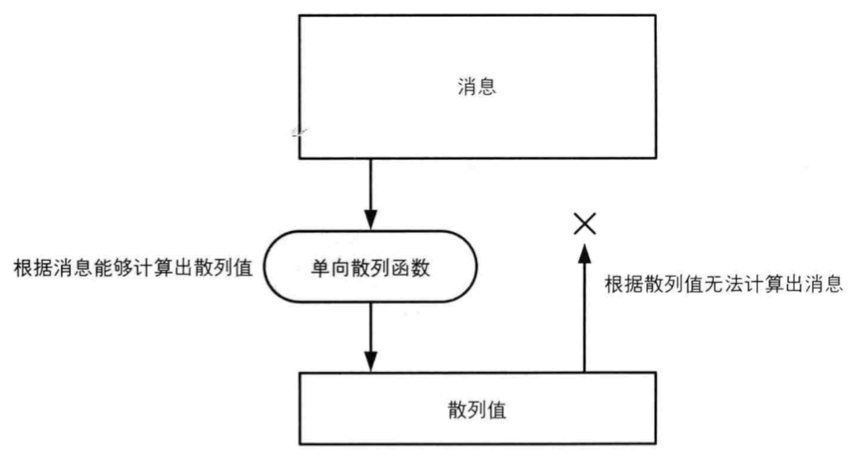 消息
根据消息能够计算出散列值
单向散列函数
根据散列值无法计算出消息
散列值